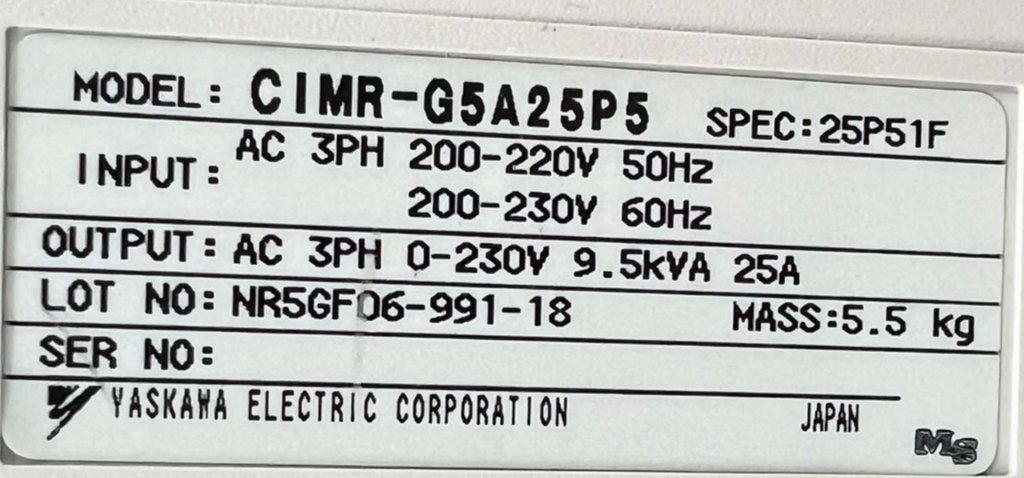 MODEL: CIMR-G5A25P5 SPEC:25P51F
INPUT: AC 3PH 200-220V 50Hz
200-230V 60Hz
OUTPUT: AC 3PH 0-230V 9.5kVA 25A
LOT NO: NR5GF06-991-18 MASS:5.5 kg
SER NO:
YASKAWA ELECTRIC CORPORATION JAPAN
MS